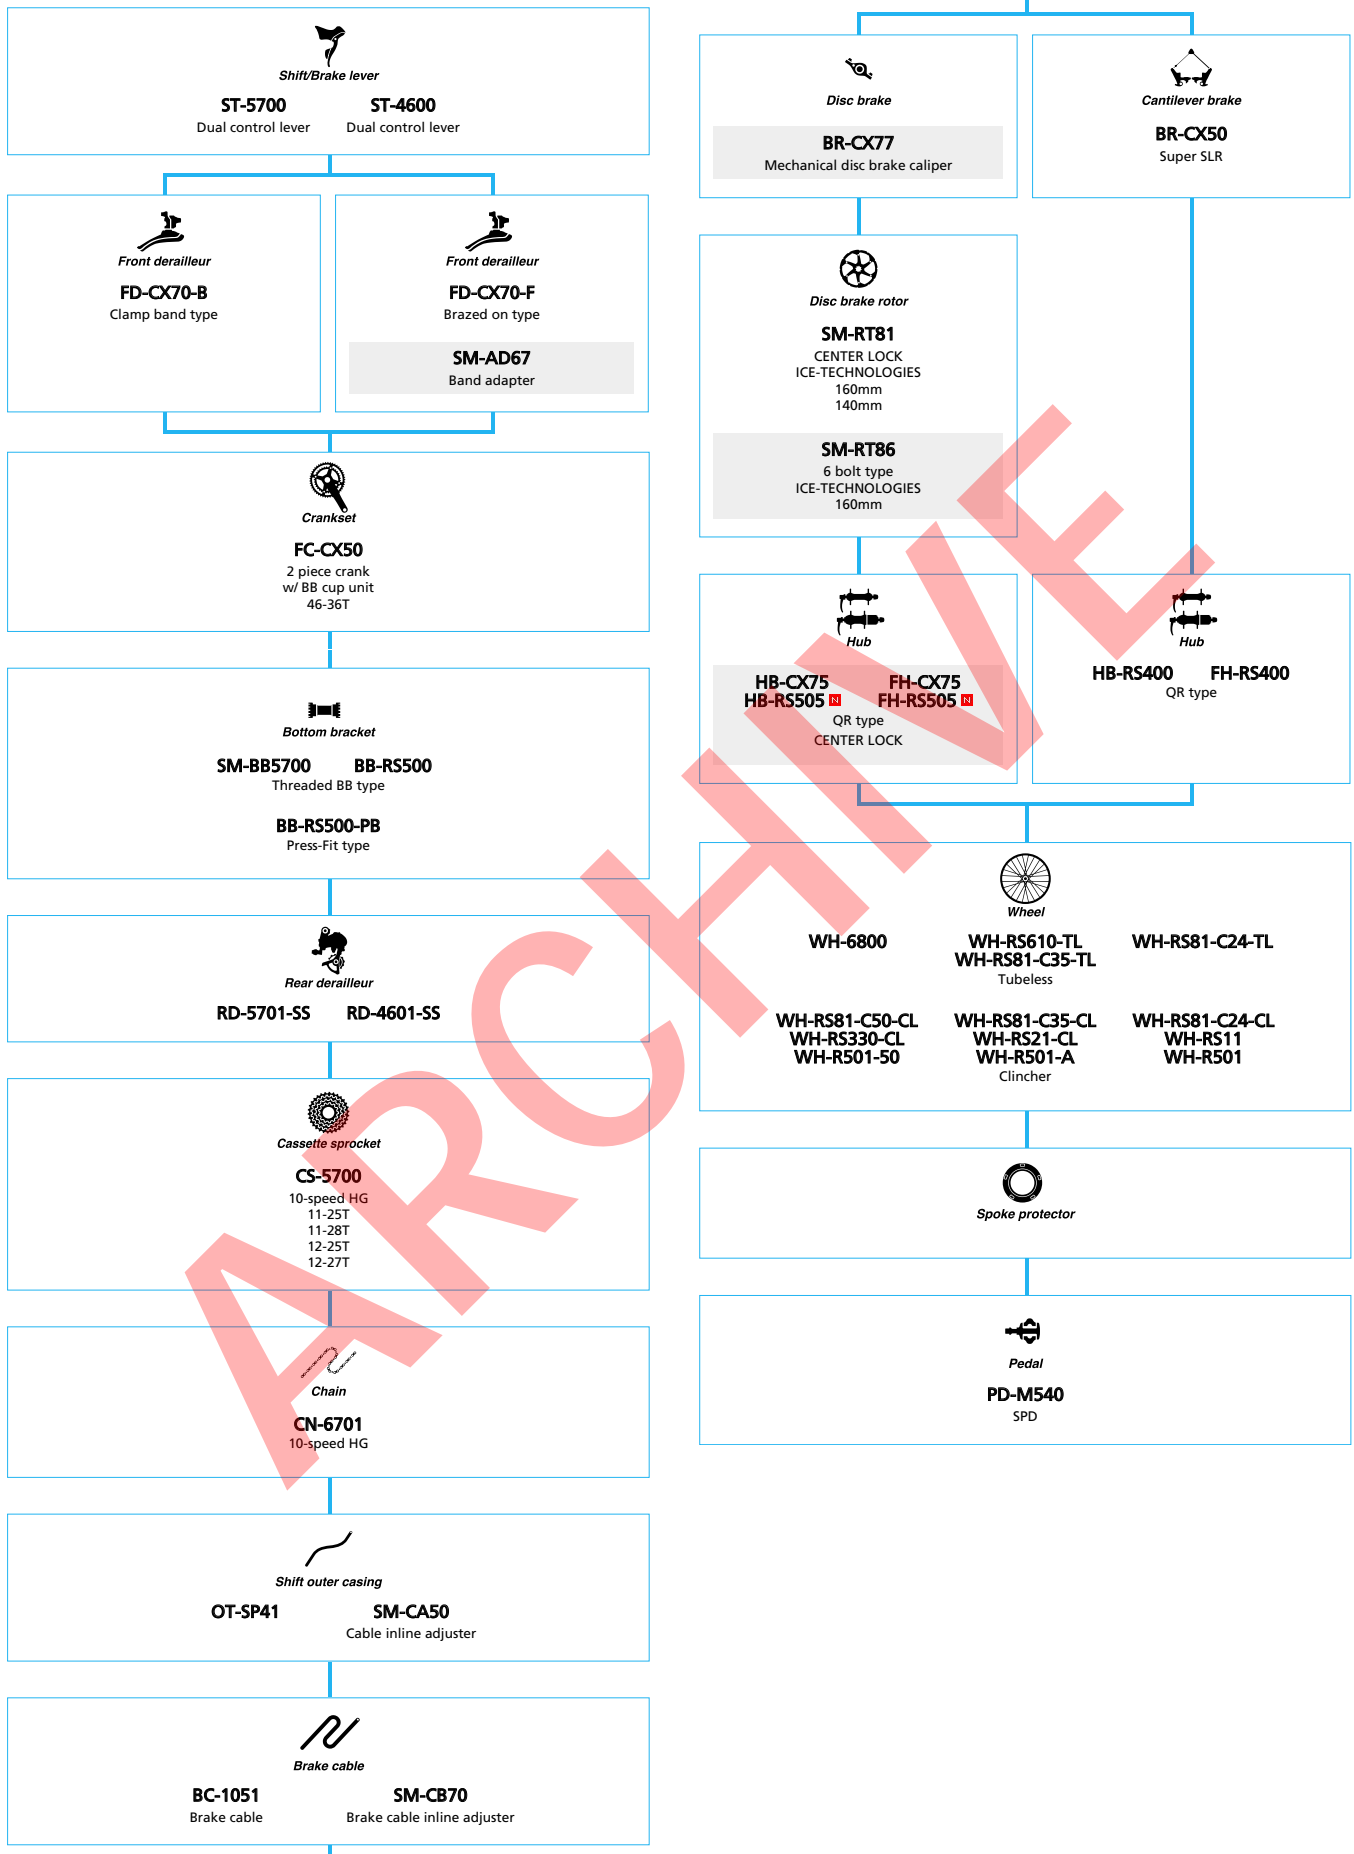 Shift/Brake lever
ST-5700 ST-4600
Dual control lever Dual control lever
Front derailleur
FD-CX70-B
Clamp band type
Front derailleur
FD-CX70-F
Brazed on type
SM-AD67
Band adapter
Crankset
FC-CX50
2 piece crank
w/ BB cup unit
46-36T
Bottom bracket
SM-BB5700 BB-RS500
Threaded BB type
BB-RS500-PB
Press-Fit type
Rear derailleur
RD-5701-SS RD-4601-SS
Cassette sprocket
CS-5700
10-speed HG
11-25T
11-28T
12-25T
12-27T
Chain
CN-6701
10-speed HG
Shift outer casing
OT-SP41 SM-CA50
Cable inline adjuster
Brake cable
BC-1051 SM-CB70
Brake cable Brake cable inline adjuster
Disc brake
BR-CX77
Mechanical disc brake caliper
Cantilever brake
BR-CX50
Super SLR
Disc brake rotor
SM-RT81
CENTER LOCK
ICE-TECHNOLOGIES
160mm
140mm
SM-RT86
6 bolt type
ICE-TECHNOLOGIES
160mm
Hub
HB-CX75 FH-CX75
HB-RS505 N FH-RS505 N
QR type
CENTER LOCK
Hub
HB-RS400 FH-RS400
QR type
Wheel
WH-6800 WH-RS610-TL WH-RS81-C24-TL
WH-RS81-C35-TL
Tubeless
WH-RS81-C50-CL WH-RS81-C35-CL WH-RS81-C24-CL
WH-RS330-CL WH-RS21-CL WH-RS11
WH-R501-50 WH-R501-A WH-R501
Clincher
Spoke protector
Pedal
PD-M540
SPD
ARCHIVE